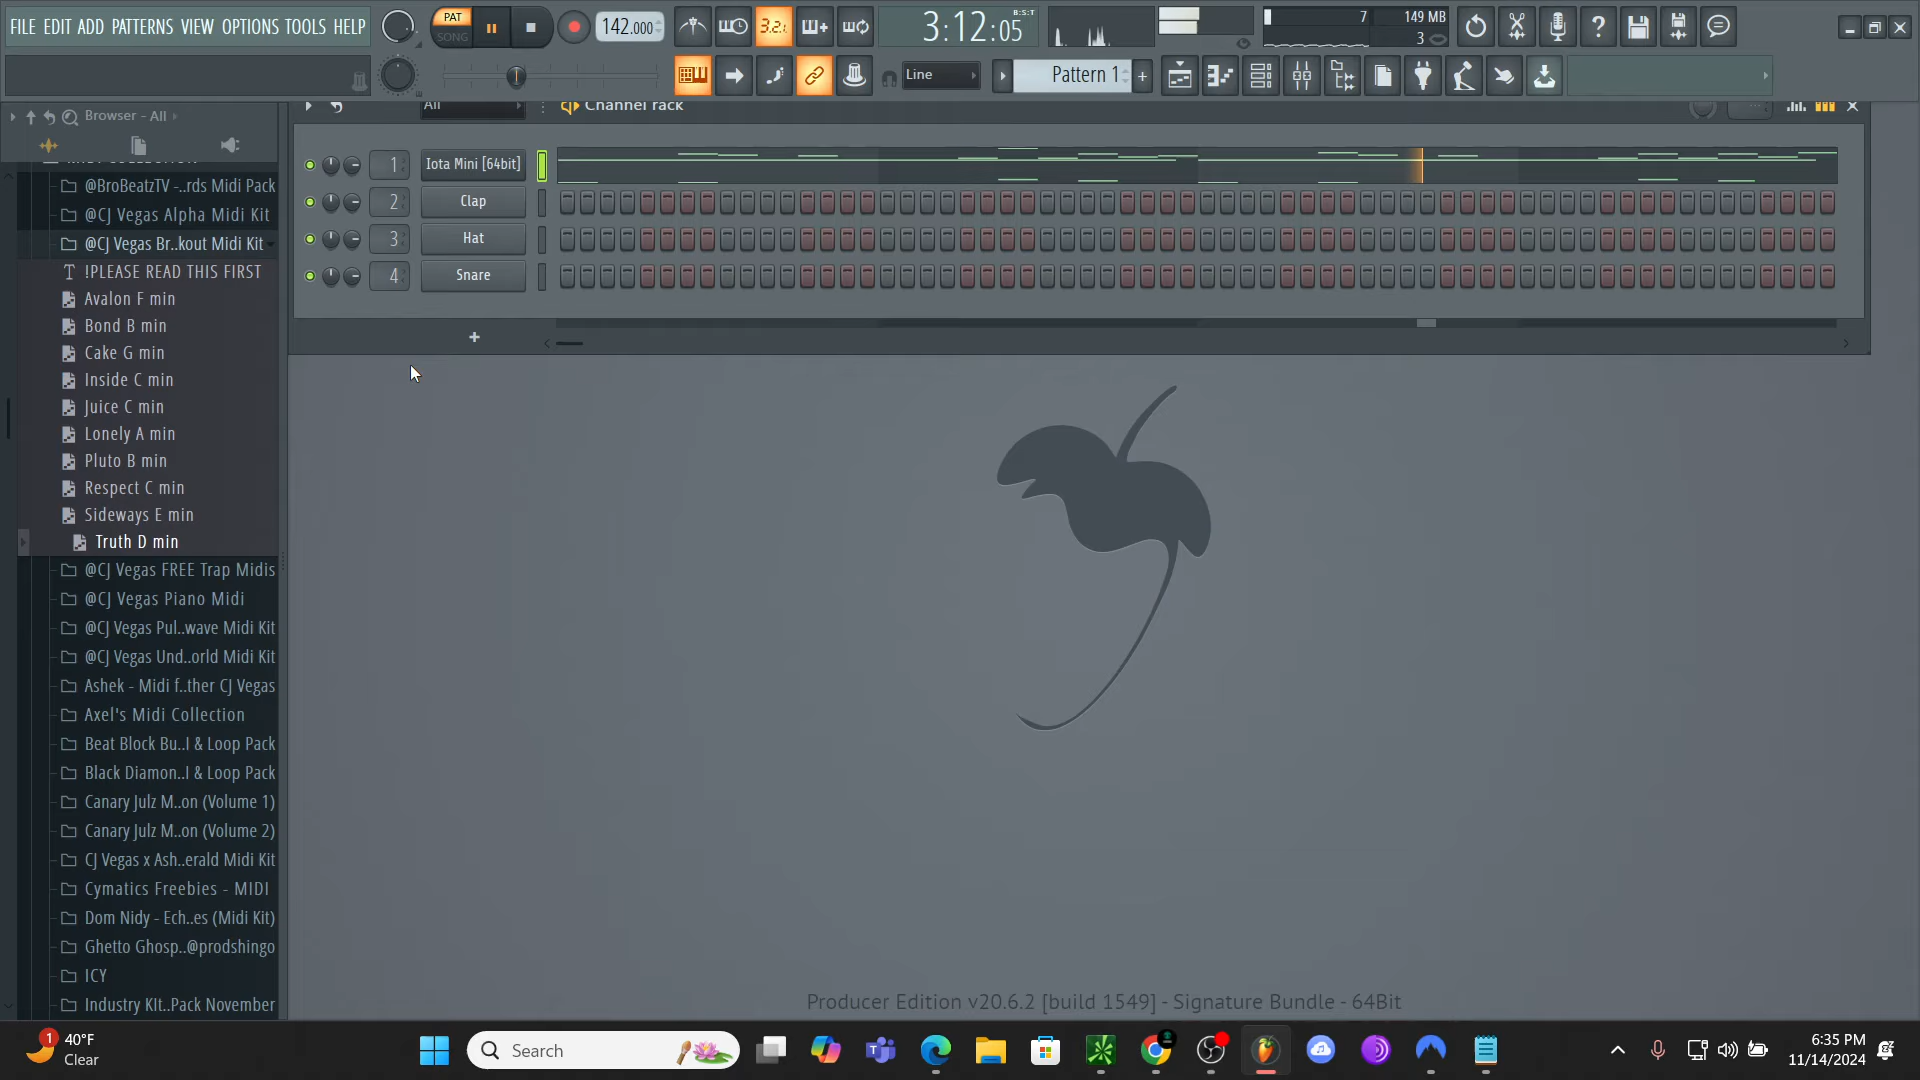 FILE EDIT ADD PATTERNS VIEW OPTIONS TOOLS HELP
PAT
SONG
142.000
3.2.
3:12:05
B:S:T
7
149 MB
3
Line
Pattern 1
Browser - All
All
Channel rack
@BroBeatzTV -..rds Midi Pack
@CJ Vegas Alpha Midi Kit
@CJ Vegas Br..kout Midi Kit
!PLEASE READ THIS FIRST
Avalon F min
Bond B min
Cake G min
Inside C min
Juice C min
Lonely A min
Pluto B min
Respect C min
Sideways E min
Truth D min
@CJ Vegas FREE Trap Midis
@CJ Vegas Piano Midi
@CJ Vegas Pul..wave Midi Kit
@CJ Vegas Und..orld Midi Kit
Ashek - Midi f..ther CJ Vegas
Axel's Midi Collection
Beat Block Bu..I & Loop Pack
Black Diamon..I & Loop Pack
Canary Julz M..on (Volume 1)
Canary Julz M..on (Volume 2)
CJ Vegas x Ash..erald Midi Kit
Cymatics Freebies - MIDI
Dom Nidy - Ech..es (Midi Kit)
Ghetto Ghosp..@prodshingo
ICY
Industry KIt..Pack November
1 Iota Mini [64bit]
2 Clap
3 Hat
4 Snare
+
Producer Edition v20.6.2 [build 1549] - Signature Bundle - 64Bit
1
40°F
Clear
Search
6:35 PM
11/14/2024